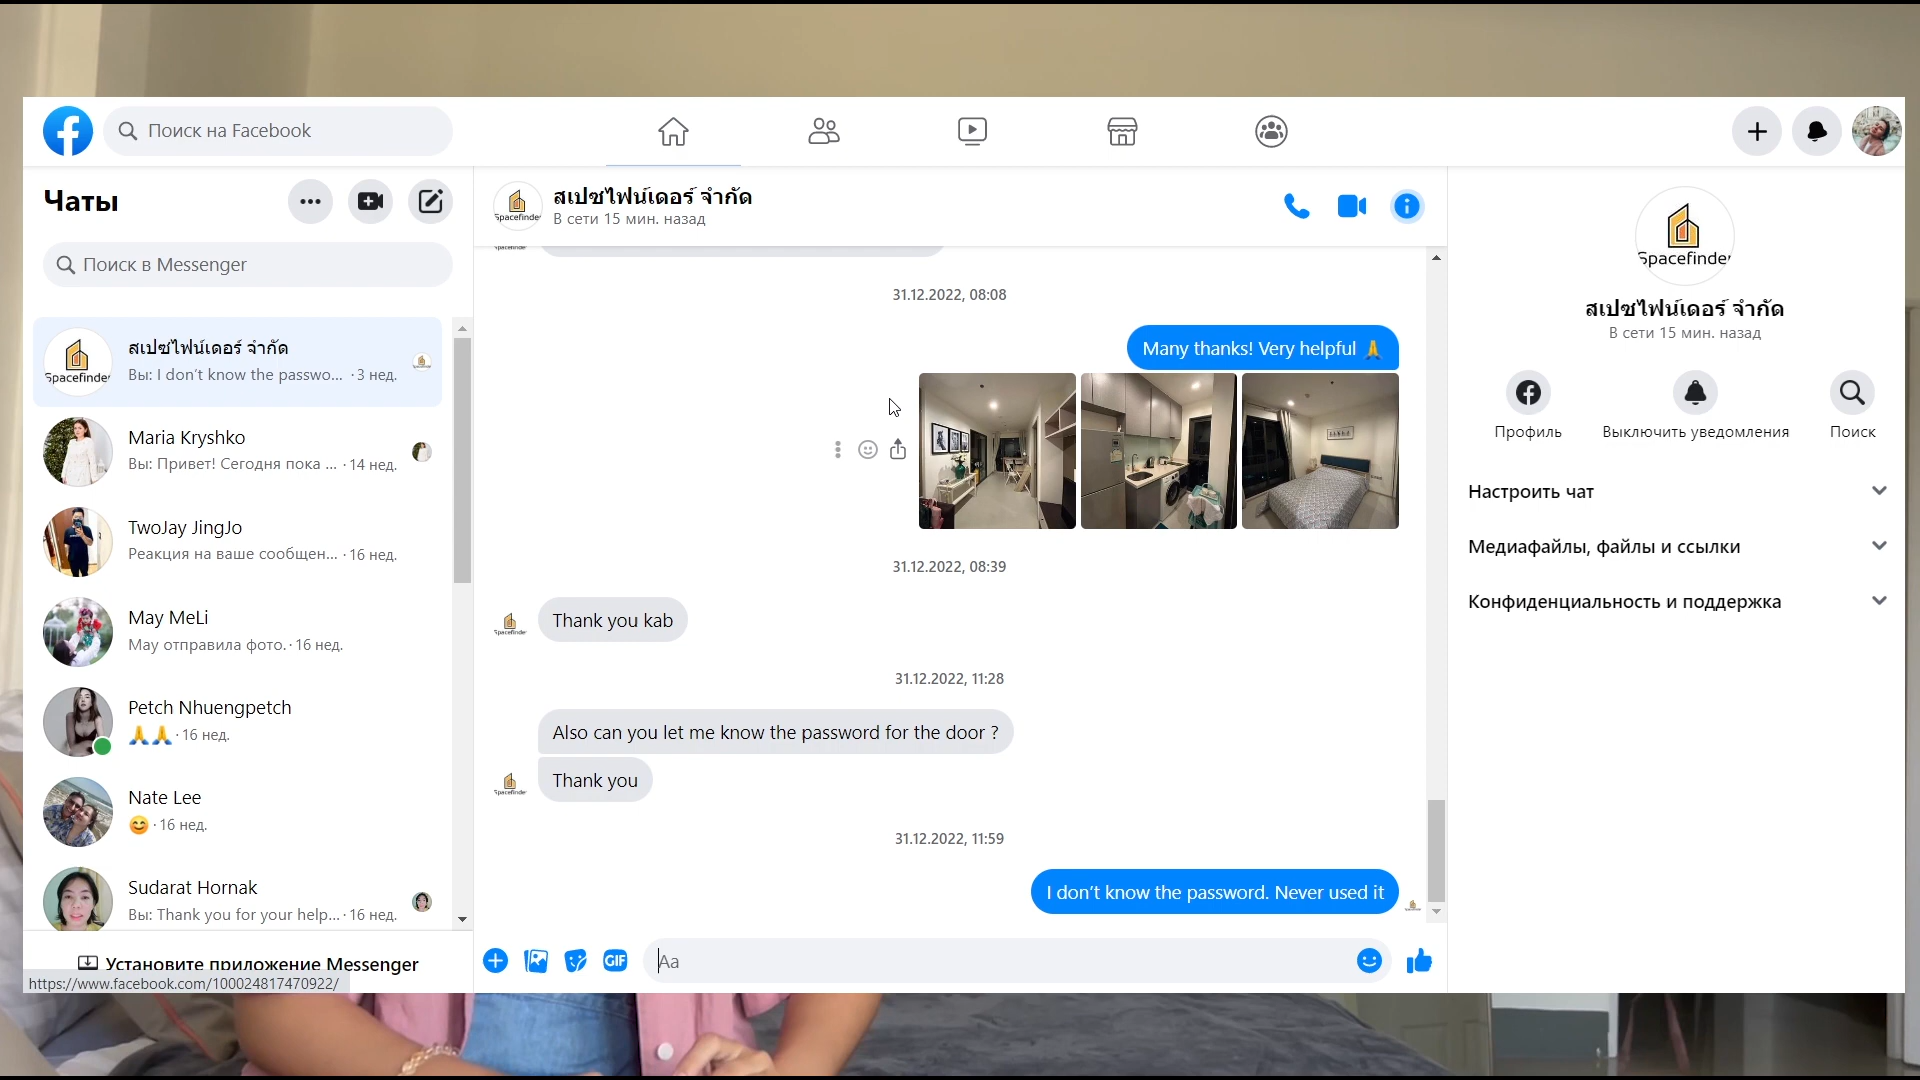 Поиск на Facebook
Чаты
Поиск в Messenger
สเปซไฟน์เดอร์ จำกัด
Вы: I don’t know the passwo... · 3 нед.
Spacefinder
Maria Kryshko
Вы: Привет! Сегодня пока ... · 14 нед.
TwoJay JingJo
Реакция на ваше сообщен... · 16 нед.
May MeLi
May отправила фото. · 16 нед.
Petch Nhuengpetch
🙏🙏 · 16 нед.
Nate Lee
😊 · 16 нед.
Sudarat Hornak
Вы: Thank you for your help... · 16 нед.
Установите приложение Messenger
https://www.facebook.com/100024817470922/
สเปซไฟน์เดอร์ จำกัด
В сети 15 мин. назад
Spacefinder
31.12.2022, 08:08
Many thanks! Very helpful 🙏
31.12.2022, 08:39
Thank you kab
31.12.2022, 11:28
Also can you let me know the password for the door ?
Thank you
31.12.2022, 11:59
I don’t know the password. Never used it
GIF
Aa
Spacefinder
สเปซไฟน์เดอร์ จำกัด
В сети 15 мин. назад
Профиль
Выключить уведомления
Поиск
Настроить чат
Медиафайлы, файлы и ссылки
Конфиденциальность и поддержка